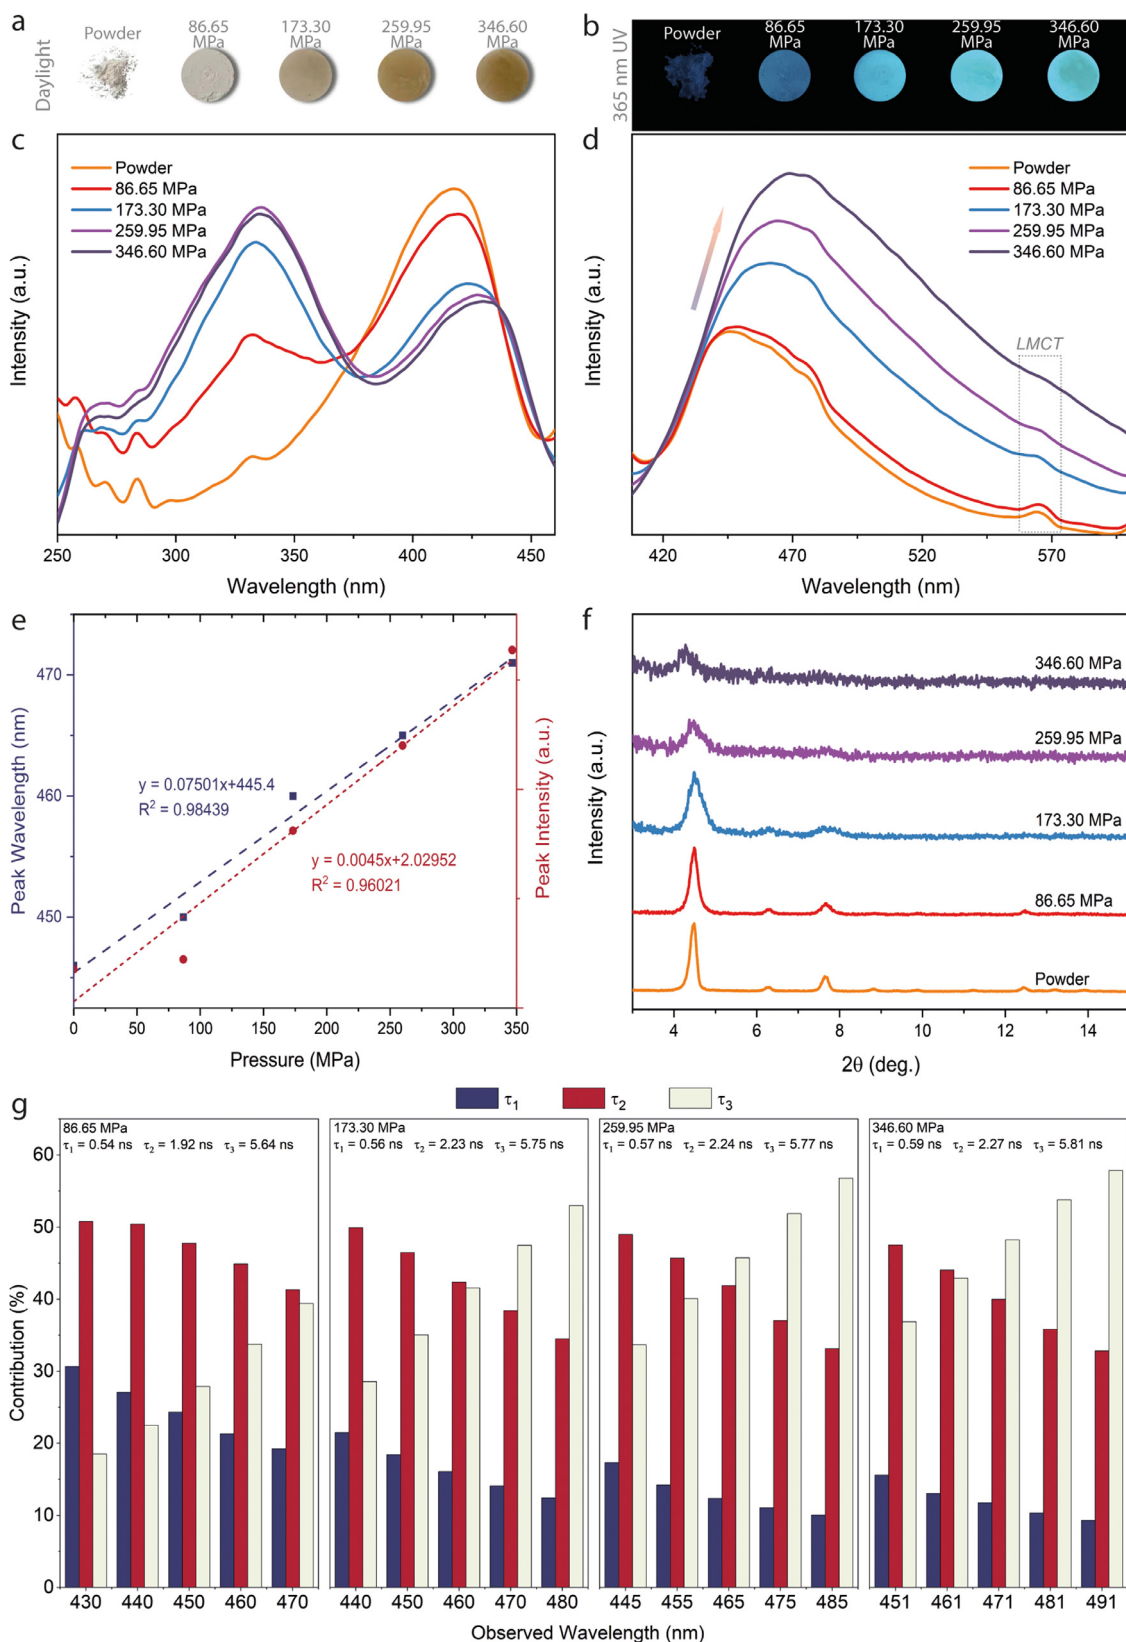 a
Daylight
Powder
86.65
MPa
173.30
MPa
259.95
MPa
346.60
MPa
b
365 nm UV
Powder
86.65
MPa
173.30
MPa
259.95
MPa
346.60
MPa
c
Powder
86.65 MPa
173.30 MPa
259.95 MPa
346.60 MPa
Intensity (a.u.)
250 300 350 400 450
Wavelength (nm)
d
Powder
86.65 MPa
173.30 MPa
259.95 MPa
346.60 MPa
LMCT
Intensity (a.u.)
420 470 520 570
Wavelength (nm)
e
Peak Wavelength (nm)
470
460
450
y = 0.07501x+445.4
R² = 0.98439
y = 0.0045x+2.02952
R² = 0.96021
Peak Intensity (a.u.)
0 50 100 150 200 250 300 350
Pressure (MPa)
f
346.60 MPa
259.95 MPa
173.30 MPa
86.65 MPa
Powder
Intensity (a.u.)
4 6 8 10 12 14
2θ (deg.)
g
τ₁ τ₂ τ₃
86.65 MPa
τ₁ = 0.54 ns τ₂ = 1.92 ns τ₃ = 5.64 ns
173.30 MPa
τ₁ = 0.56 ns τ₂ = 2.23 ns τ₃ = 5.75 ns
259.95 MPa
τ₁ = 0.57 ns τ₂ = 2.24 ns τ₃ = 5.77 ns
346.60 MPa
τ₁ = 0.59 ns τ₂ = 2.27 ns τ₃ = 5.81 ns
Contribution (%)
60
50
40
30
20
10
0
430 440 450 460 470
440 450 460 470 480
445 455 465 475 485
451 461 471 481 491
Observed Wavelength (nm)